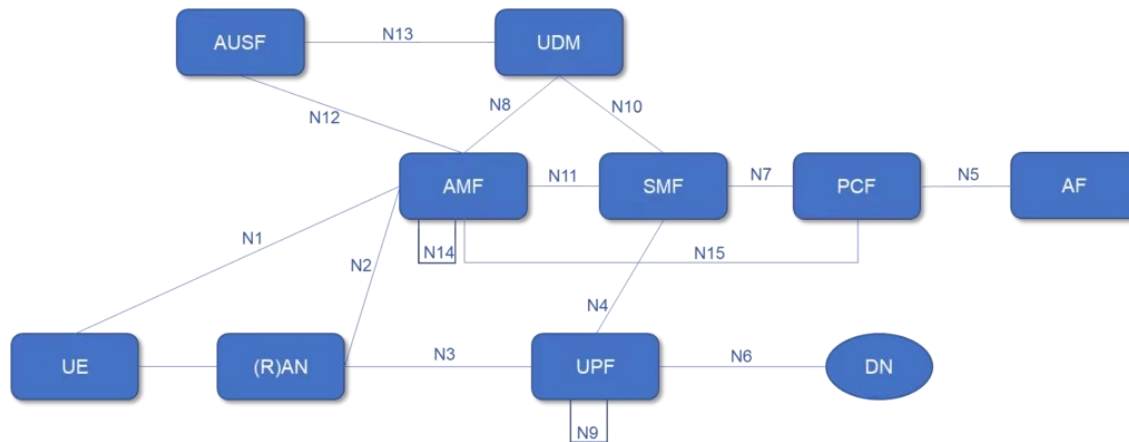 AUSF
N13
UDM
N12
N8
N10
AMF
N11
SMF
N7
PCF
N5
AF
N1
N2
N14
N15
N4
UE
(R)AN
N3
UPF
N6
DN
N9